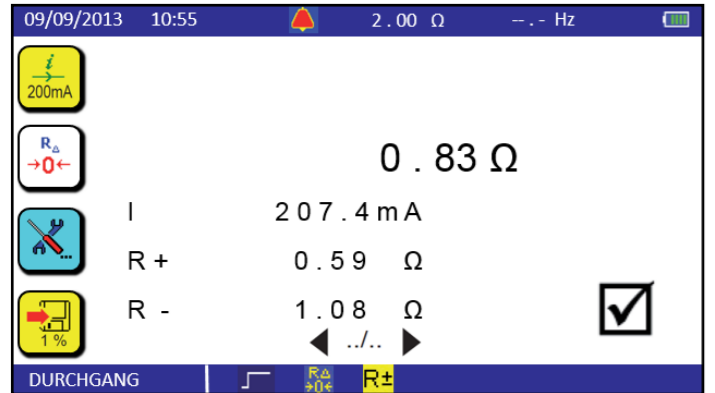 09/09/2013 10:55 2.00 Ω --.- Hz
i
200mA
RΔ
→0←
0.83 Ω
I 207.4mA
R+ 0.59 Ω
...
R - 1.08 Ω
1 %
../..
DURCHGANG RΔ →0← R±